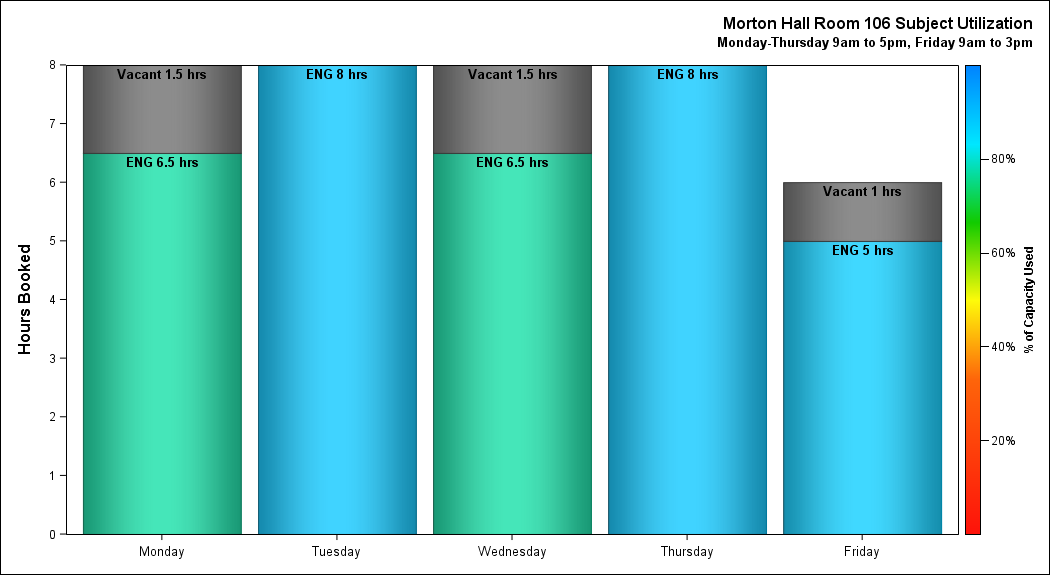 Morton Hall Room 106 Subject Utilization
Monday-Thursday 9am to 5pm, Friday 9am to 3pm
Hours Booked
8
7
6
5
4
3
2
1
0
Vacant 1.5 hrs
ENG 6.5 hrs
ENG 8 hrs
Vacant 1.5 hrs
ENG 6.5 hrs
ENG 8 hrs
Vacant 1 hrs
ENG 5 hrs
Monday
Tuesday
Wednesday
Thursday
Friday
80%
60%
40%
20%
% of Capacity Used